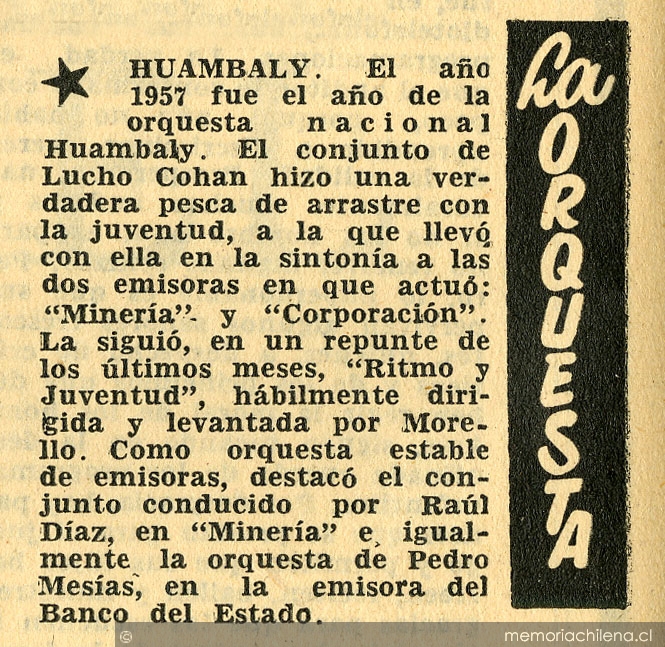 HUAMBALY. El año
1957 fue el año de la
orquesta nacional
Huambaly. El conjunto de
Lucho Cohan hizo una ver-
dadera pesca de arrastre con
la juventud, a la que llevó
con ella en la sintonía a las
dos emisoras en que actuó:
"Minería" y "Corporación".
La siguió, en un repunte de
los últimos meses, "Ritmo y
Juventud", hábilmente diri-
gida y levantada por More-
llo. Como orquesta estable
de emisoras, destacó el con-
junto conducido por Raúl
Díaz, en "Minería" e igual-
mente la orquesta de Pedro
Mesías, en la emisora del
Banco del Estado.
La
ORQUESTA
© memoriachilena.cl